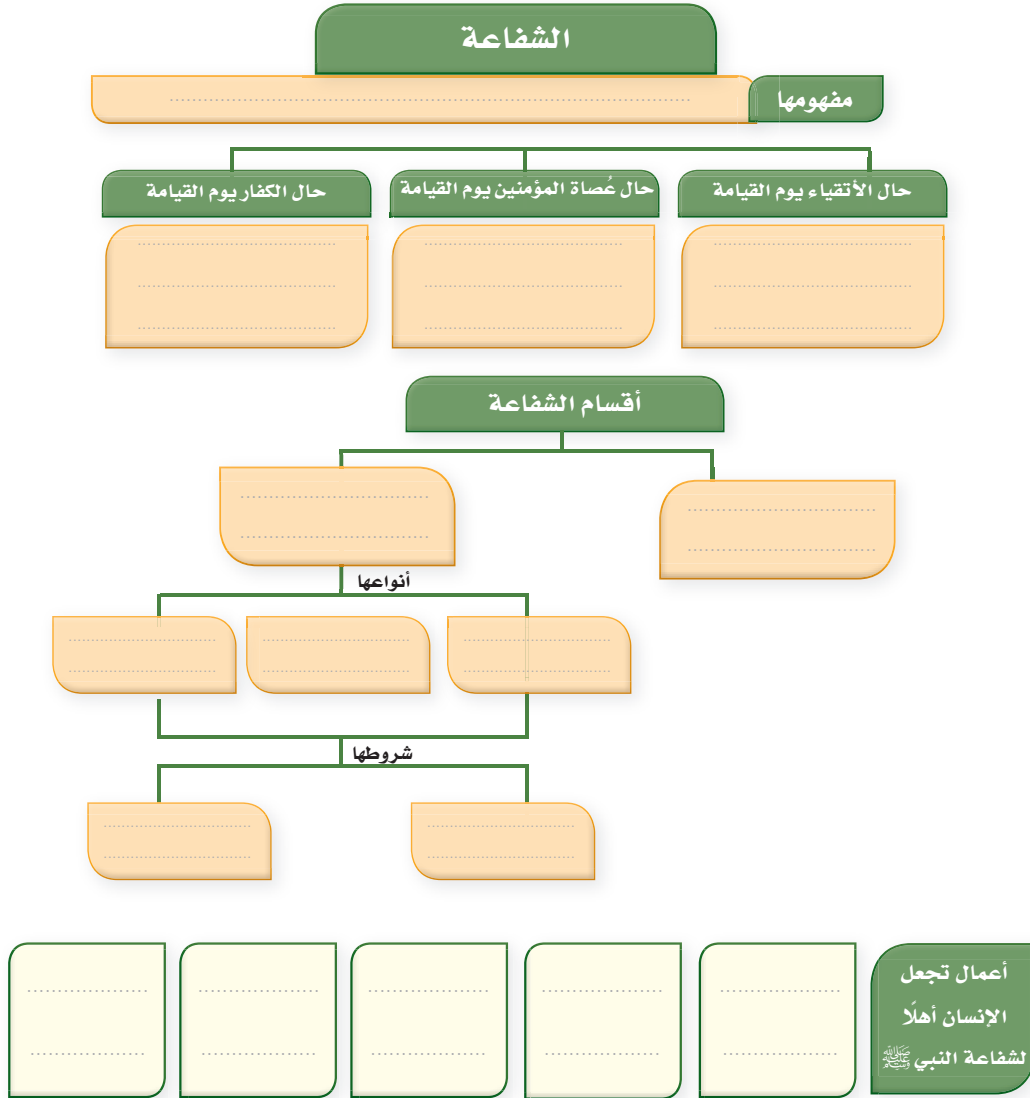 الشفاعة
مفهومها
حال الأتقياء يوم القيامة
حال عُصاة المؤمنين يوم القيامة
حال الكفار يوم القيامة
أقسام الشفاعة
أنواعها
شروطها
أعمال تجعل
الإنسان أهلًا
لشفاعة النبي ﷺ